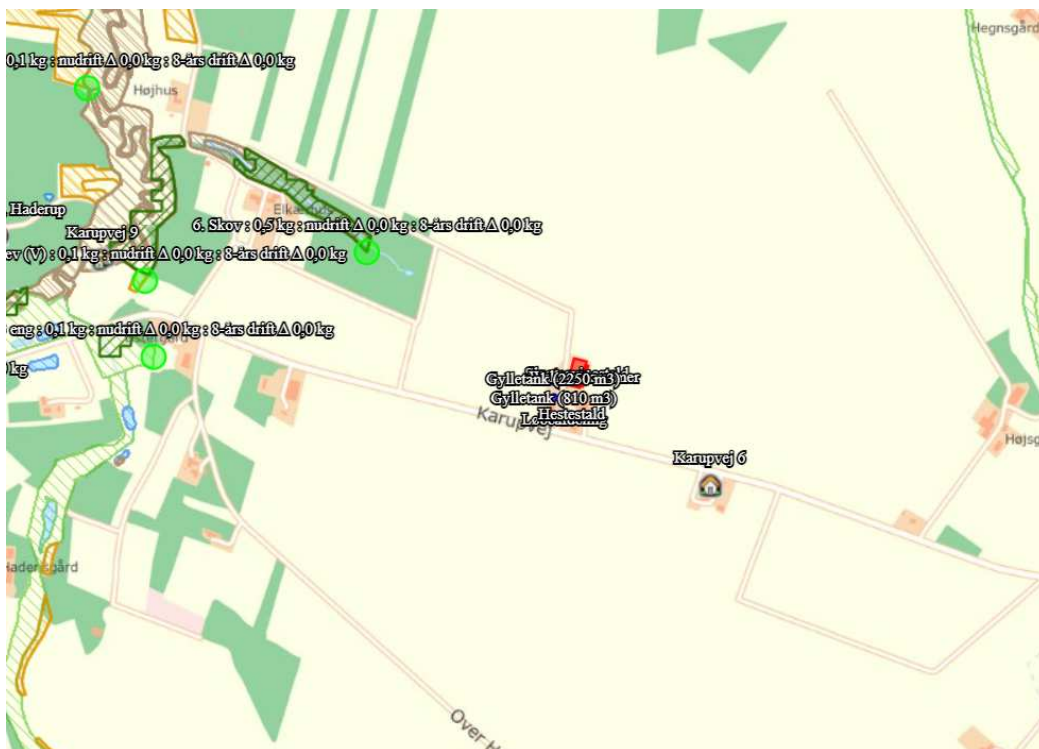 Hegnsgård
0,1 kg : nudrift Δ 0,0 kg : 8-års drift Δ 0,0 kg
Højhus
Haderup
Elkæ
Karupvej 9
6. Skov : 0,5 kg : nudrift Δ 0,0 kg : 8-års drift Δ 0,0 kg
ev (V) : 0,1 kg : nudrift Δ 0,0 kg : 8-års drift Δ 0,0 kg
eng : 0,1 kg : nudrift Δ 0,0 kg : 8-års drift Δ 0,0 kg
kg
Gylletank (2250 m3)
Gylletank (810 m3)
Hestestald
Karupvej
Karupvej 6
Højsg
Haderisgård
Over H